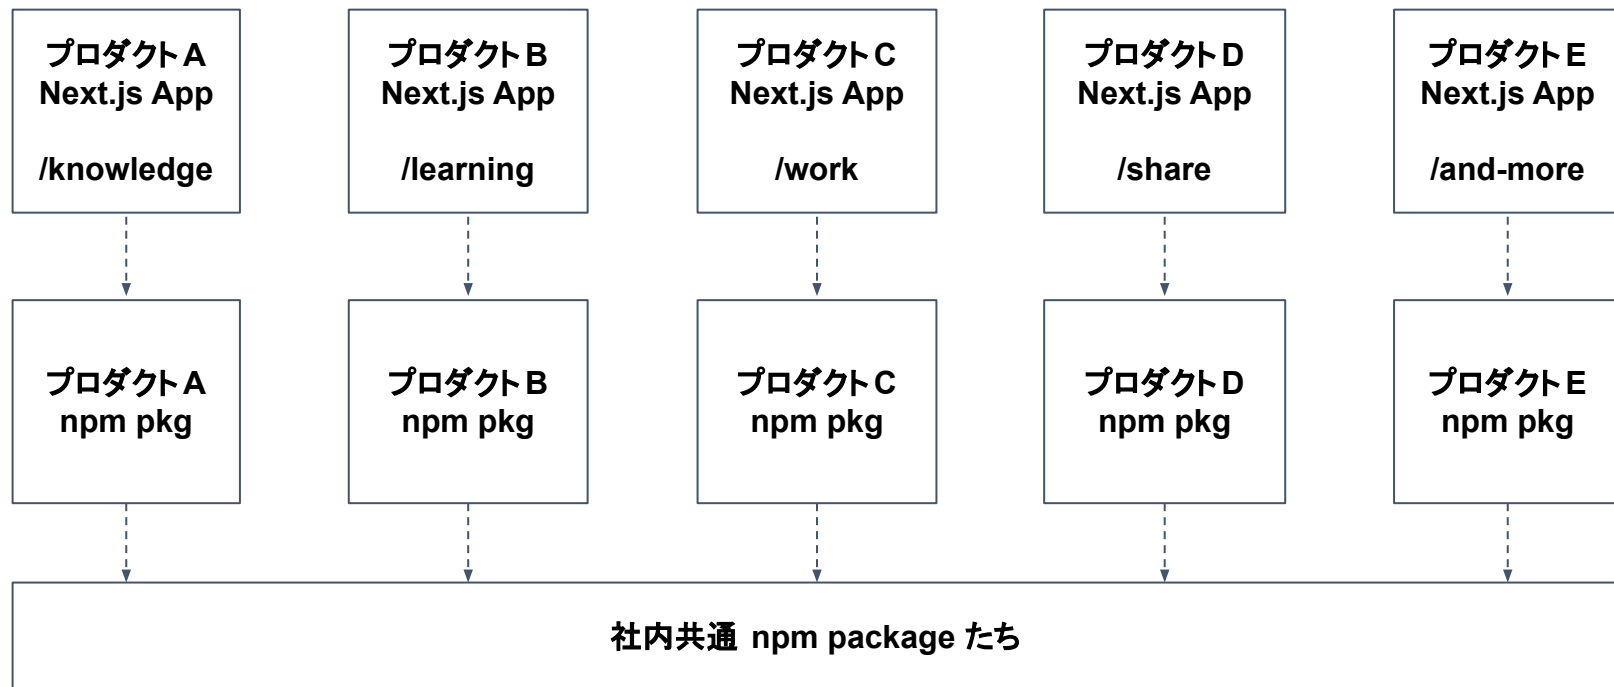 プロダクトA
Next.js App
/knowledge
プロダクトB
Next.js App
/learning
プロダクトC
Next.js App
/work
プロダクトD
Next.js App
/share
プロダクトE
Next.js App
/and-more
プロダクトA
npm pkg
プロダクトB
npm pkg
プロダクトC
npm pkg
プロダクトD
npm pkg
プロダクトE
npm pkg
社内共通 npm package たち